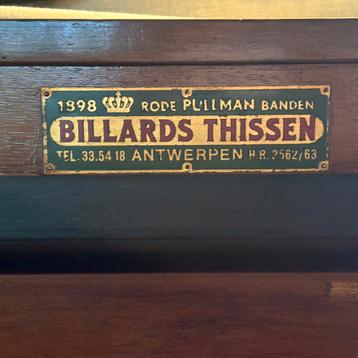 1898 RODE PULLMAN BANDEN
BILLARDS THISSEN
TEL. 33.54 18 ANTWERPEN H.R. 2562/63